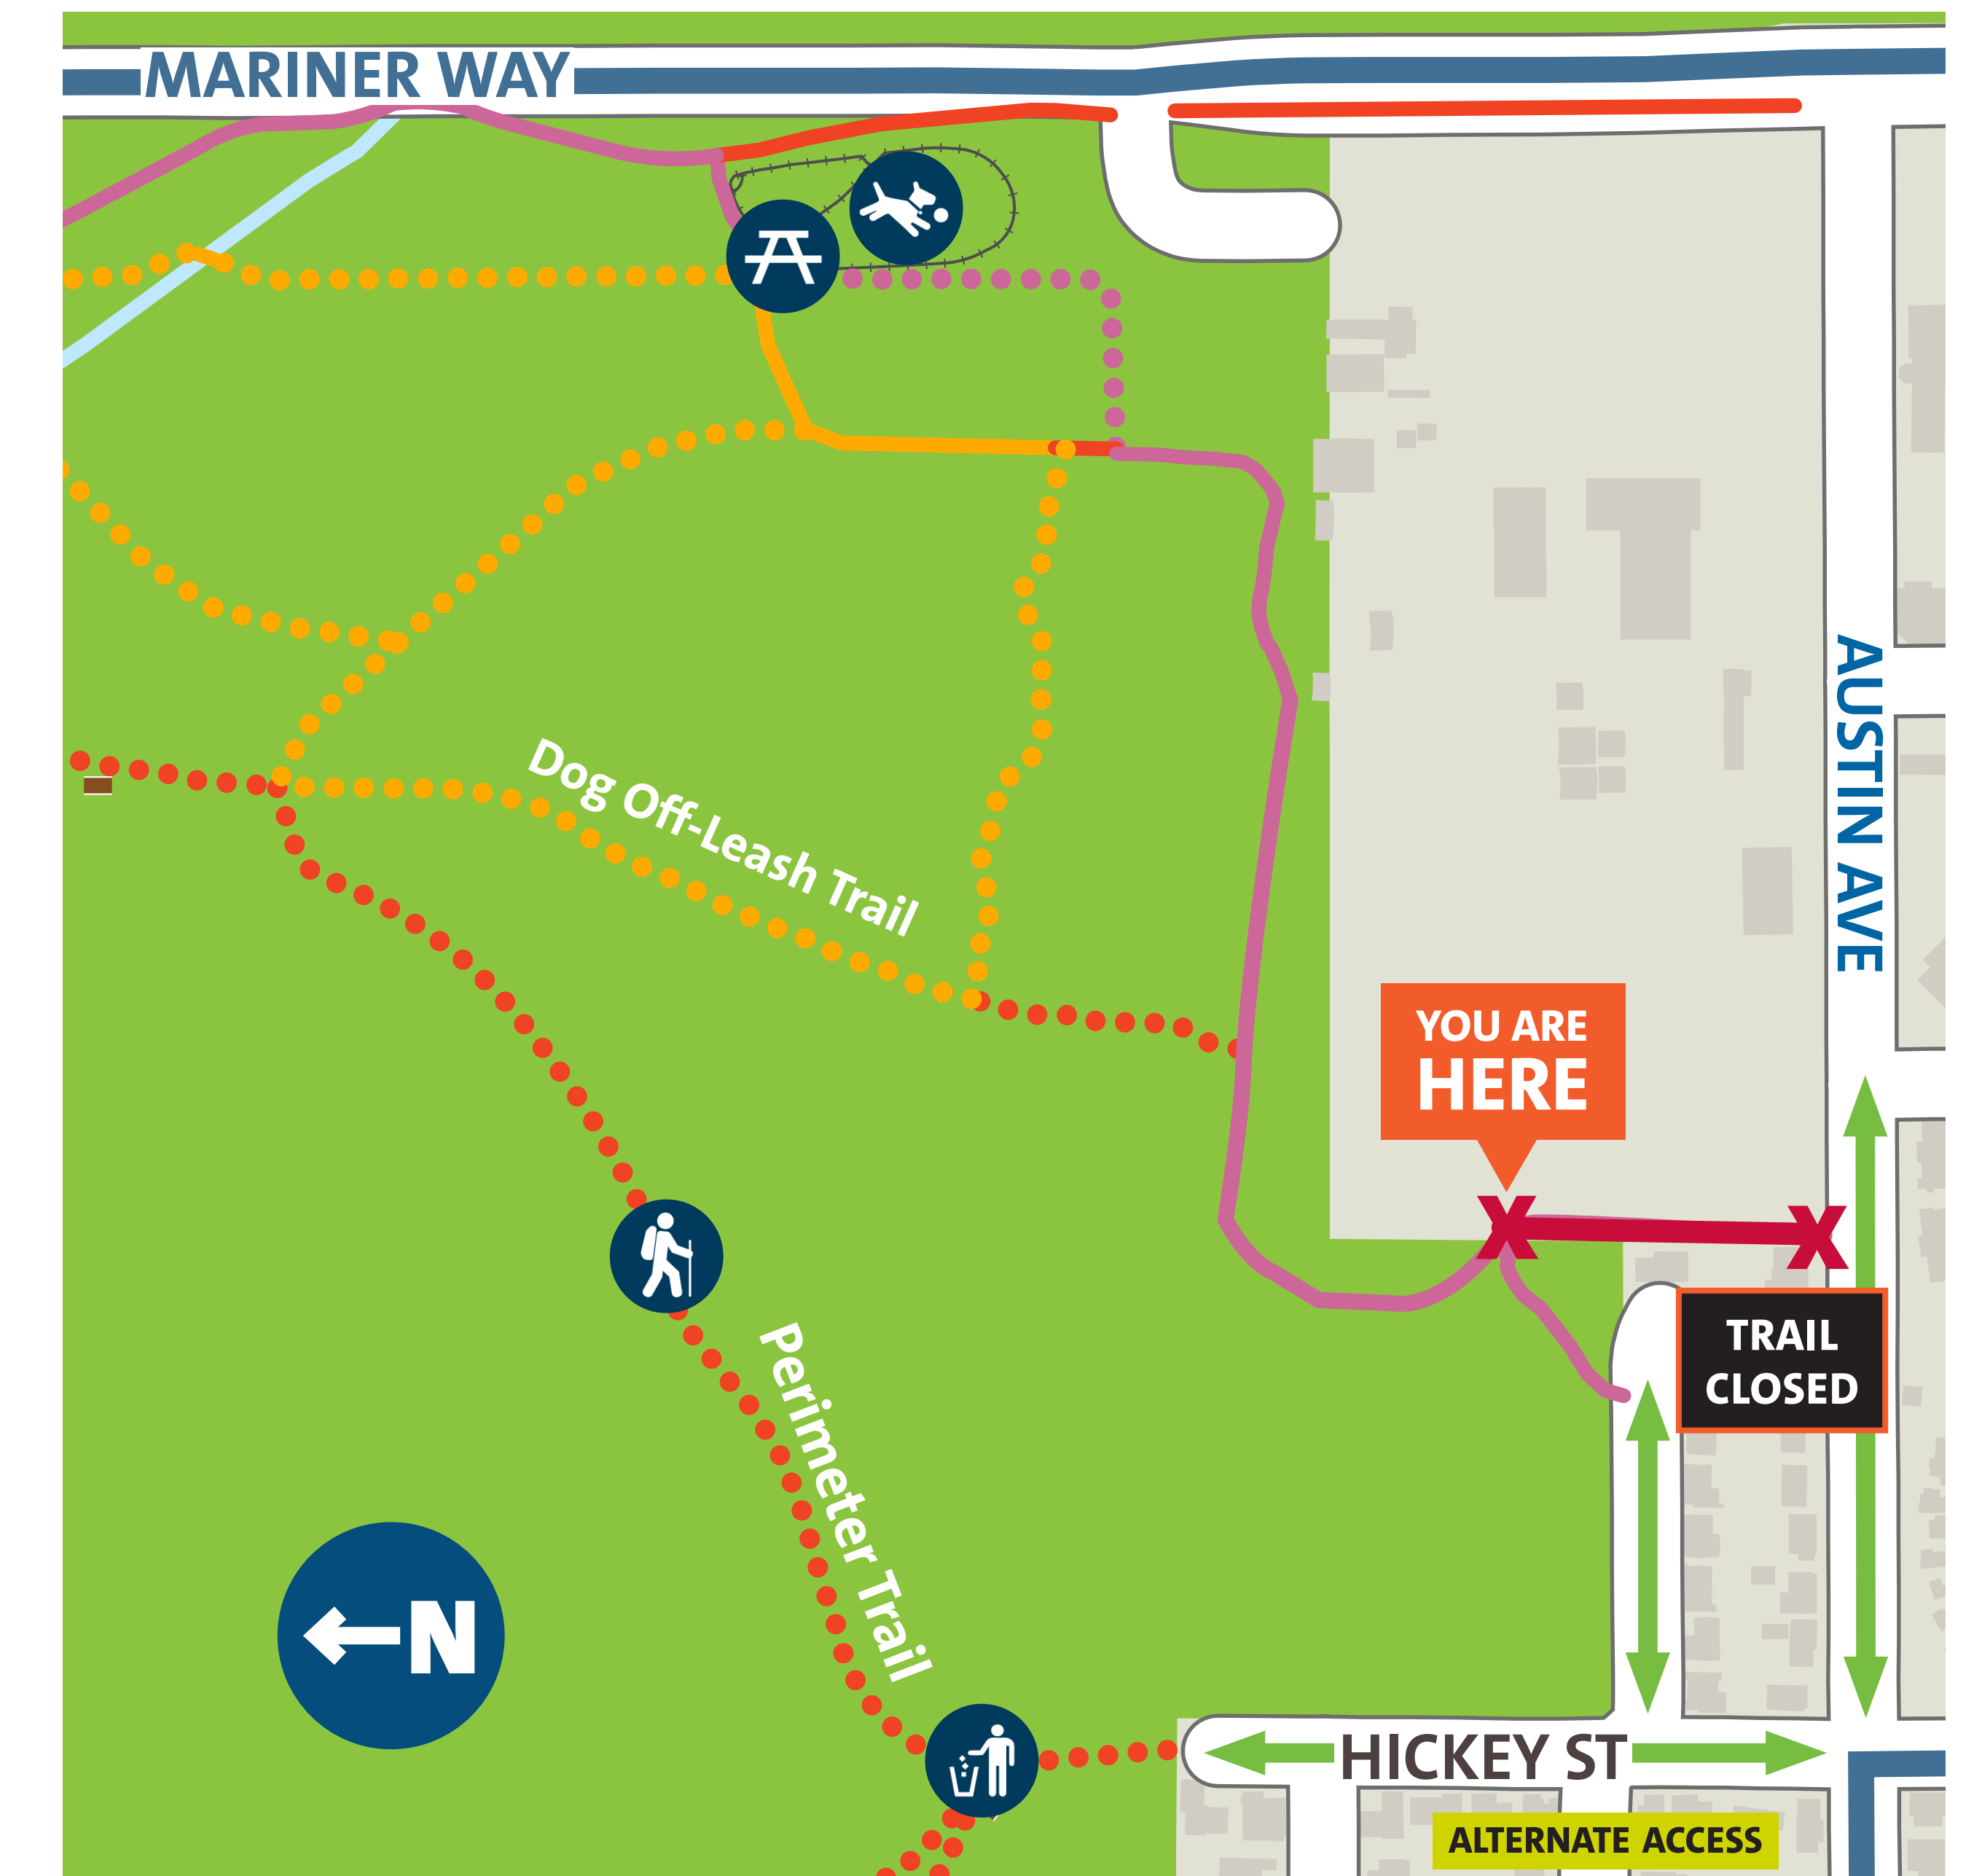 MARINER WAY
AUSTIN AVE
Dog Off-Leash Trail
YOU ARE
HERE
TRAIL
CLOSED
Perimeter Trail
N
HICKEY ST
ALTERNATE ACCESS